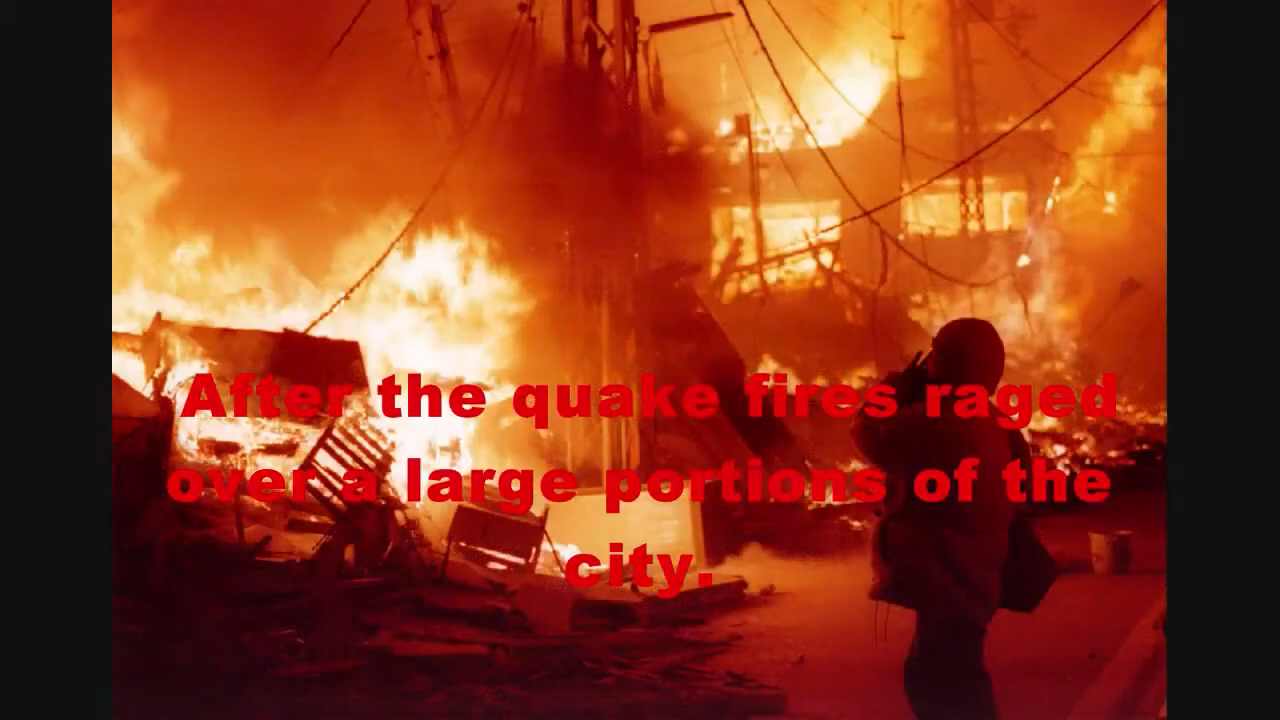 After the quake fires raged
over a large portions of the
city.